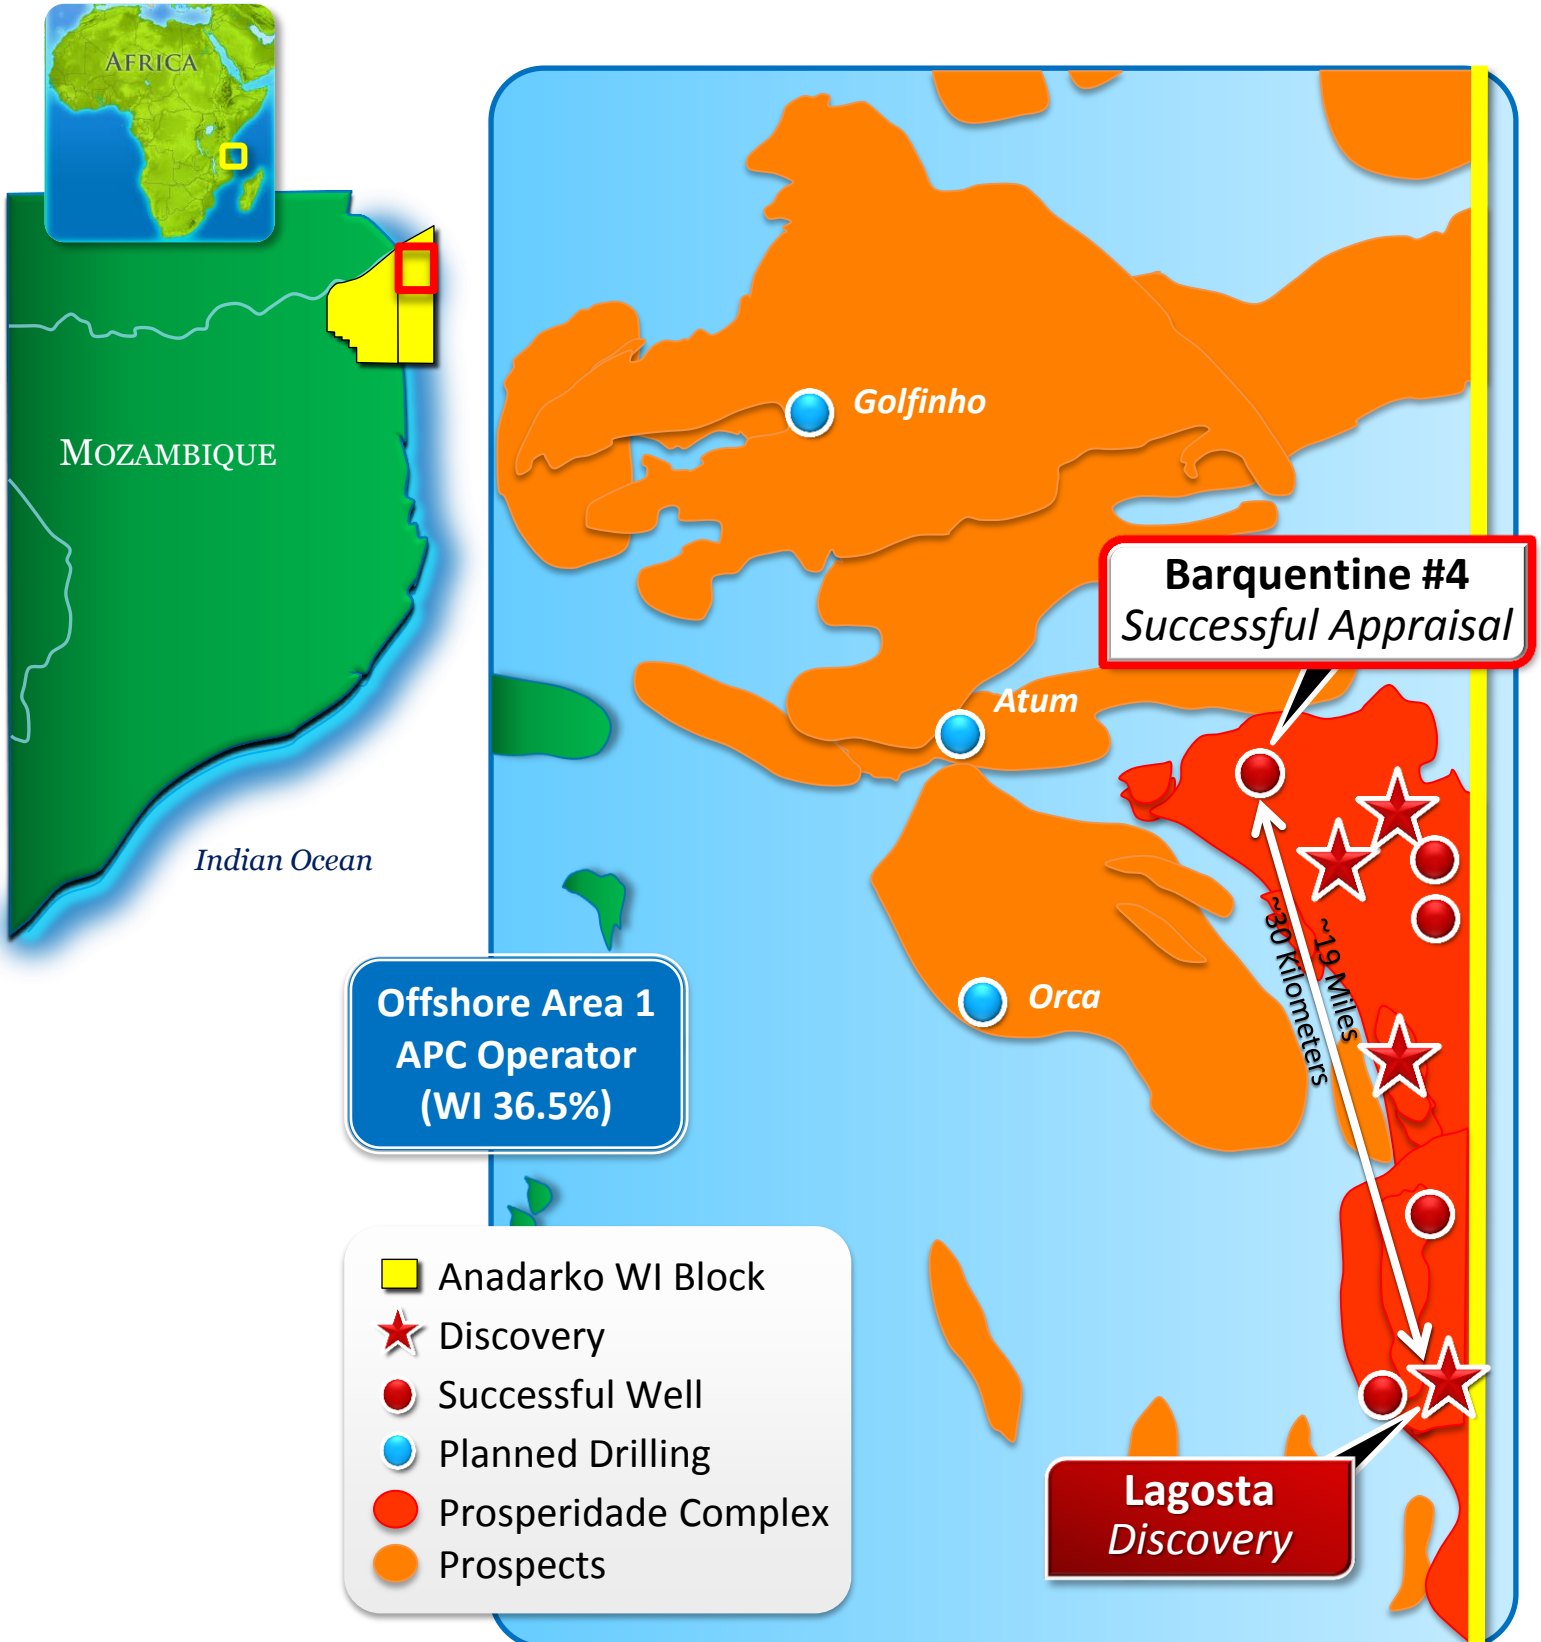 AFRICA
MOZAMBIQUE
Indian Ocean
Golfinho
Barquentine #4
Successful Appraisal
Atum
Orca
~19 Miles
~30 Kilometers
Offshore Area 1
APC Operator
(WI 36.5%)
Anadarko WI Block
Discovery
Successful Well
Planned Drilling
Prosperidade Complex
Prospects
Lagosta
Discovery